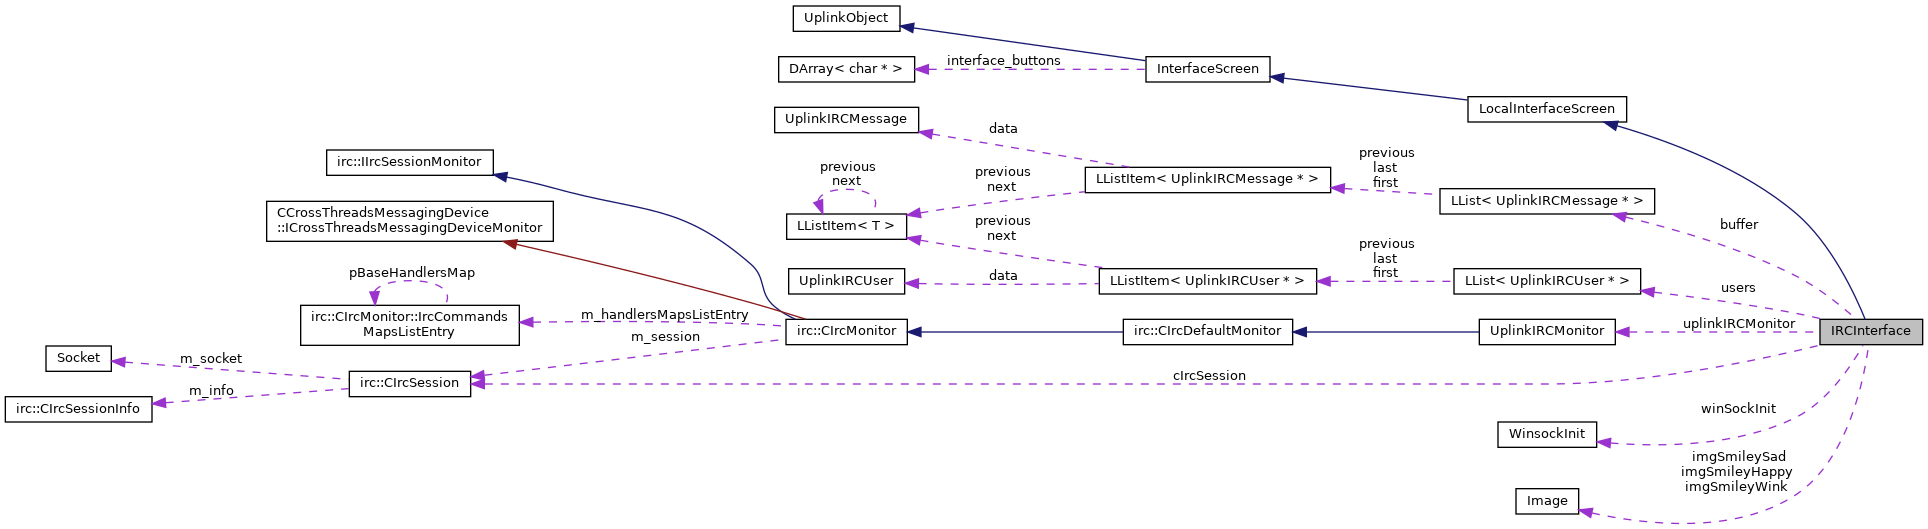 UplinkObject
DArray< char * >
interface_buttons
InterfaceScreen
LocalInterfaceScreen
UplinkIRCMessage
data
irc::IIrcSessionMonitor
previous
next
previous
next
LListItem< UplinkIRCMessage * >
previous
last
first
LList< UplinkIRCMessage * >
CCrossThreadsMessagingDevice
::ICrossThreadsMessagingDeviceMonitor
LListItem< T >
previous
next
buffer
pBaseHandlersMap
UplinkIRCUser
data
LListItem< UplinkIRCUser * >
previous
last
first
LList< UplinkIRCUser * >
users
irc::CIrcMonitor::IrcCommands
MapsListEntry
m_handlersMapsListEntry
m_session
irc::CIrcMonitor
irc::CIrcDefaultMonitor
UplinkIRCMonitor
uplinkIRCMonitor
IRCInterface
Socket
m_socket
irc::CIrcSession
cIrcSession
irc::CIrcSessionInfo
m_info
winSockInit
WinsockInit
imgSmileySad
imgSmileyHappy
imgSmileyWink
Image